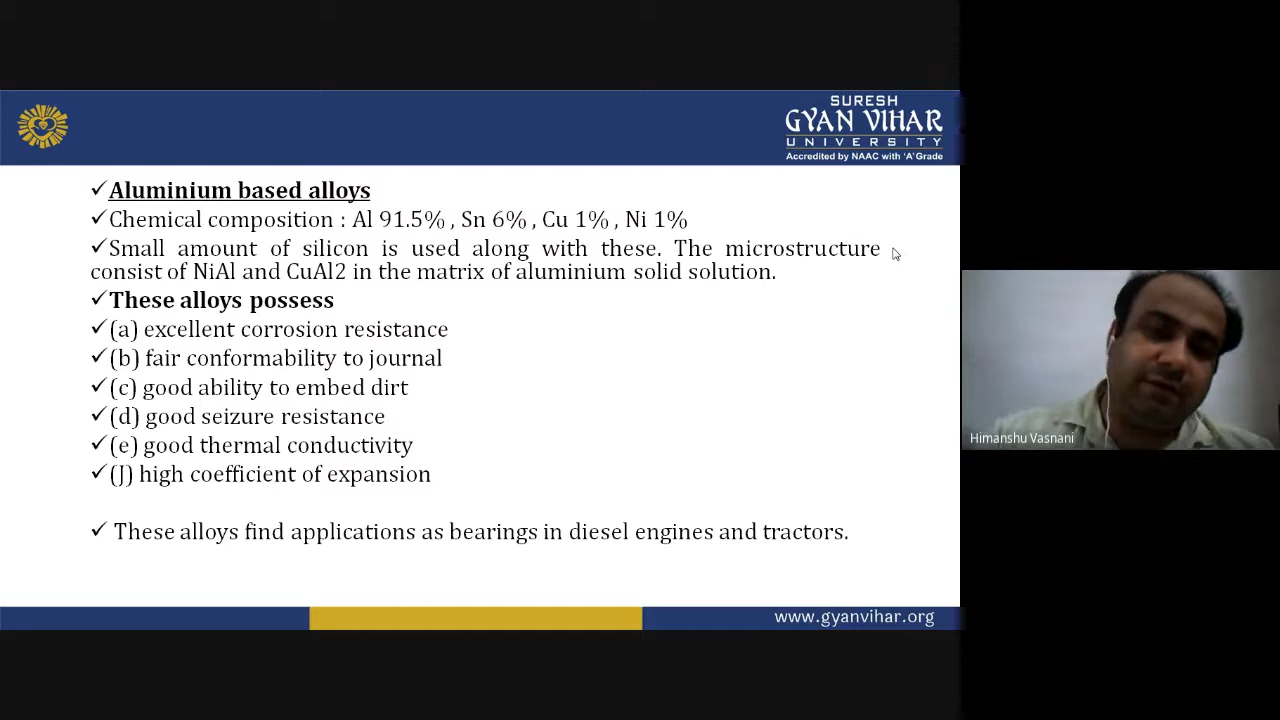 SURESH
GYAN VIHAR
UNIVERSITY
Accredited by NAAC with 'A' Grade
✓Aluminium based alloys
✓Chemical composition : Al 91.5% , Sn 6% , Cu 1% , Ni 1%
✓Small amount of silicon is used along with these. The microstructure
consist of NiAl and CuAl2 in the matrix of aluminium solid solution.
✓These alloys possess
✓(a) excellent corrosion resistance
✓(b) fair conformability to journal
✓(c) good ability to embed dirt
✓(d) good seizure resistance
✓(e) good thermal conductivity
✓(J) high coefficient of expansion
✓ These alloys find applications as bearings in diesel engines and tractors.
www.gyanvihar.org
Himanshu Vasnani